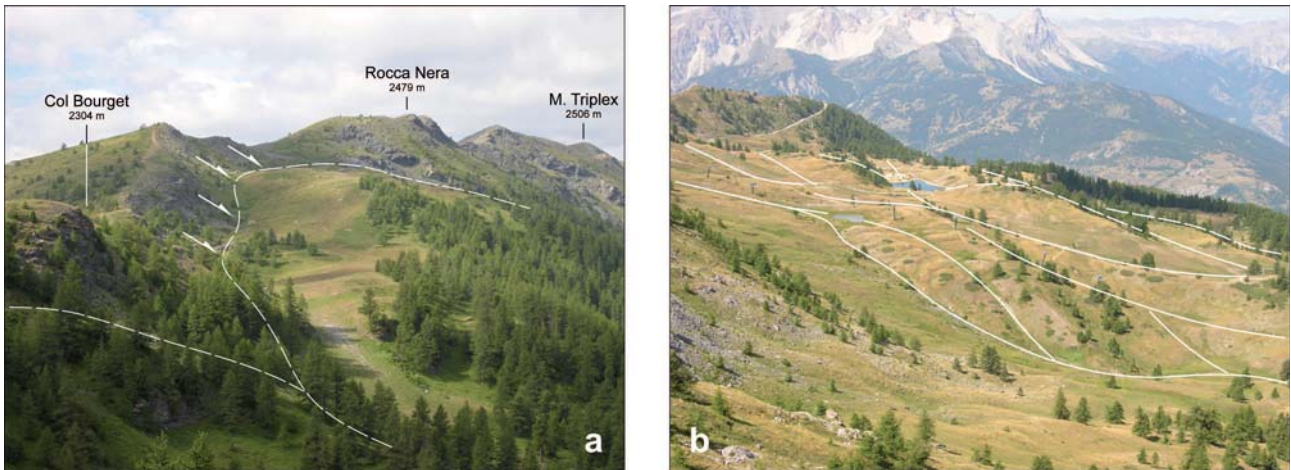 Col Bourget
2304 m
Rocca Nera
2479 m
M. Triplex
2506 m
a
b